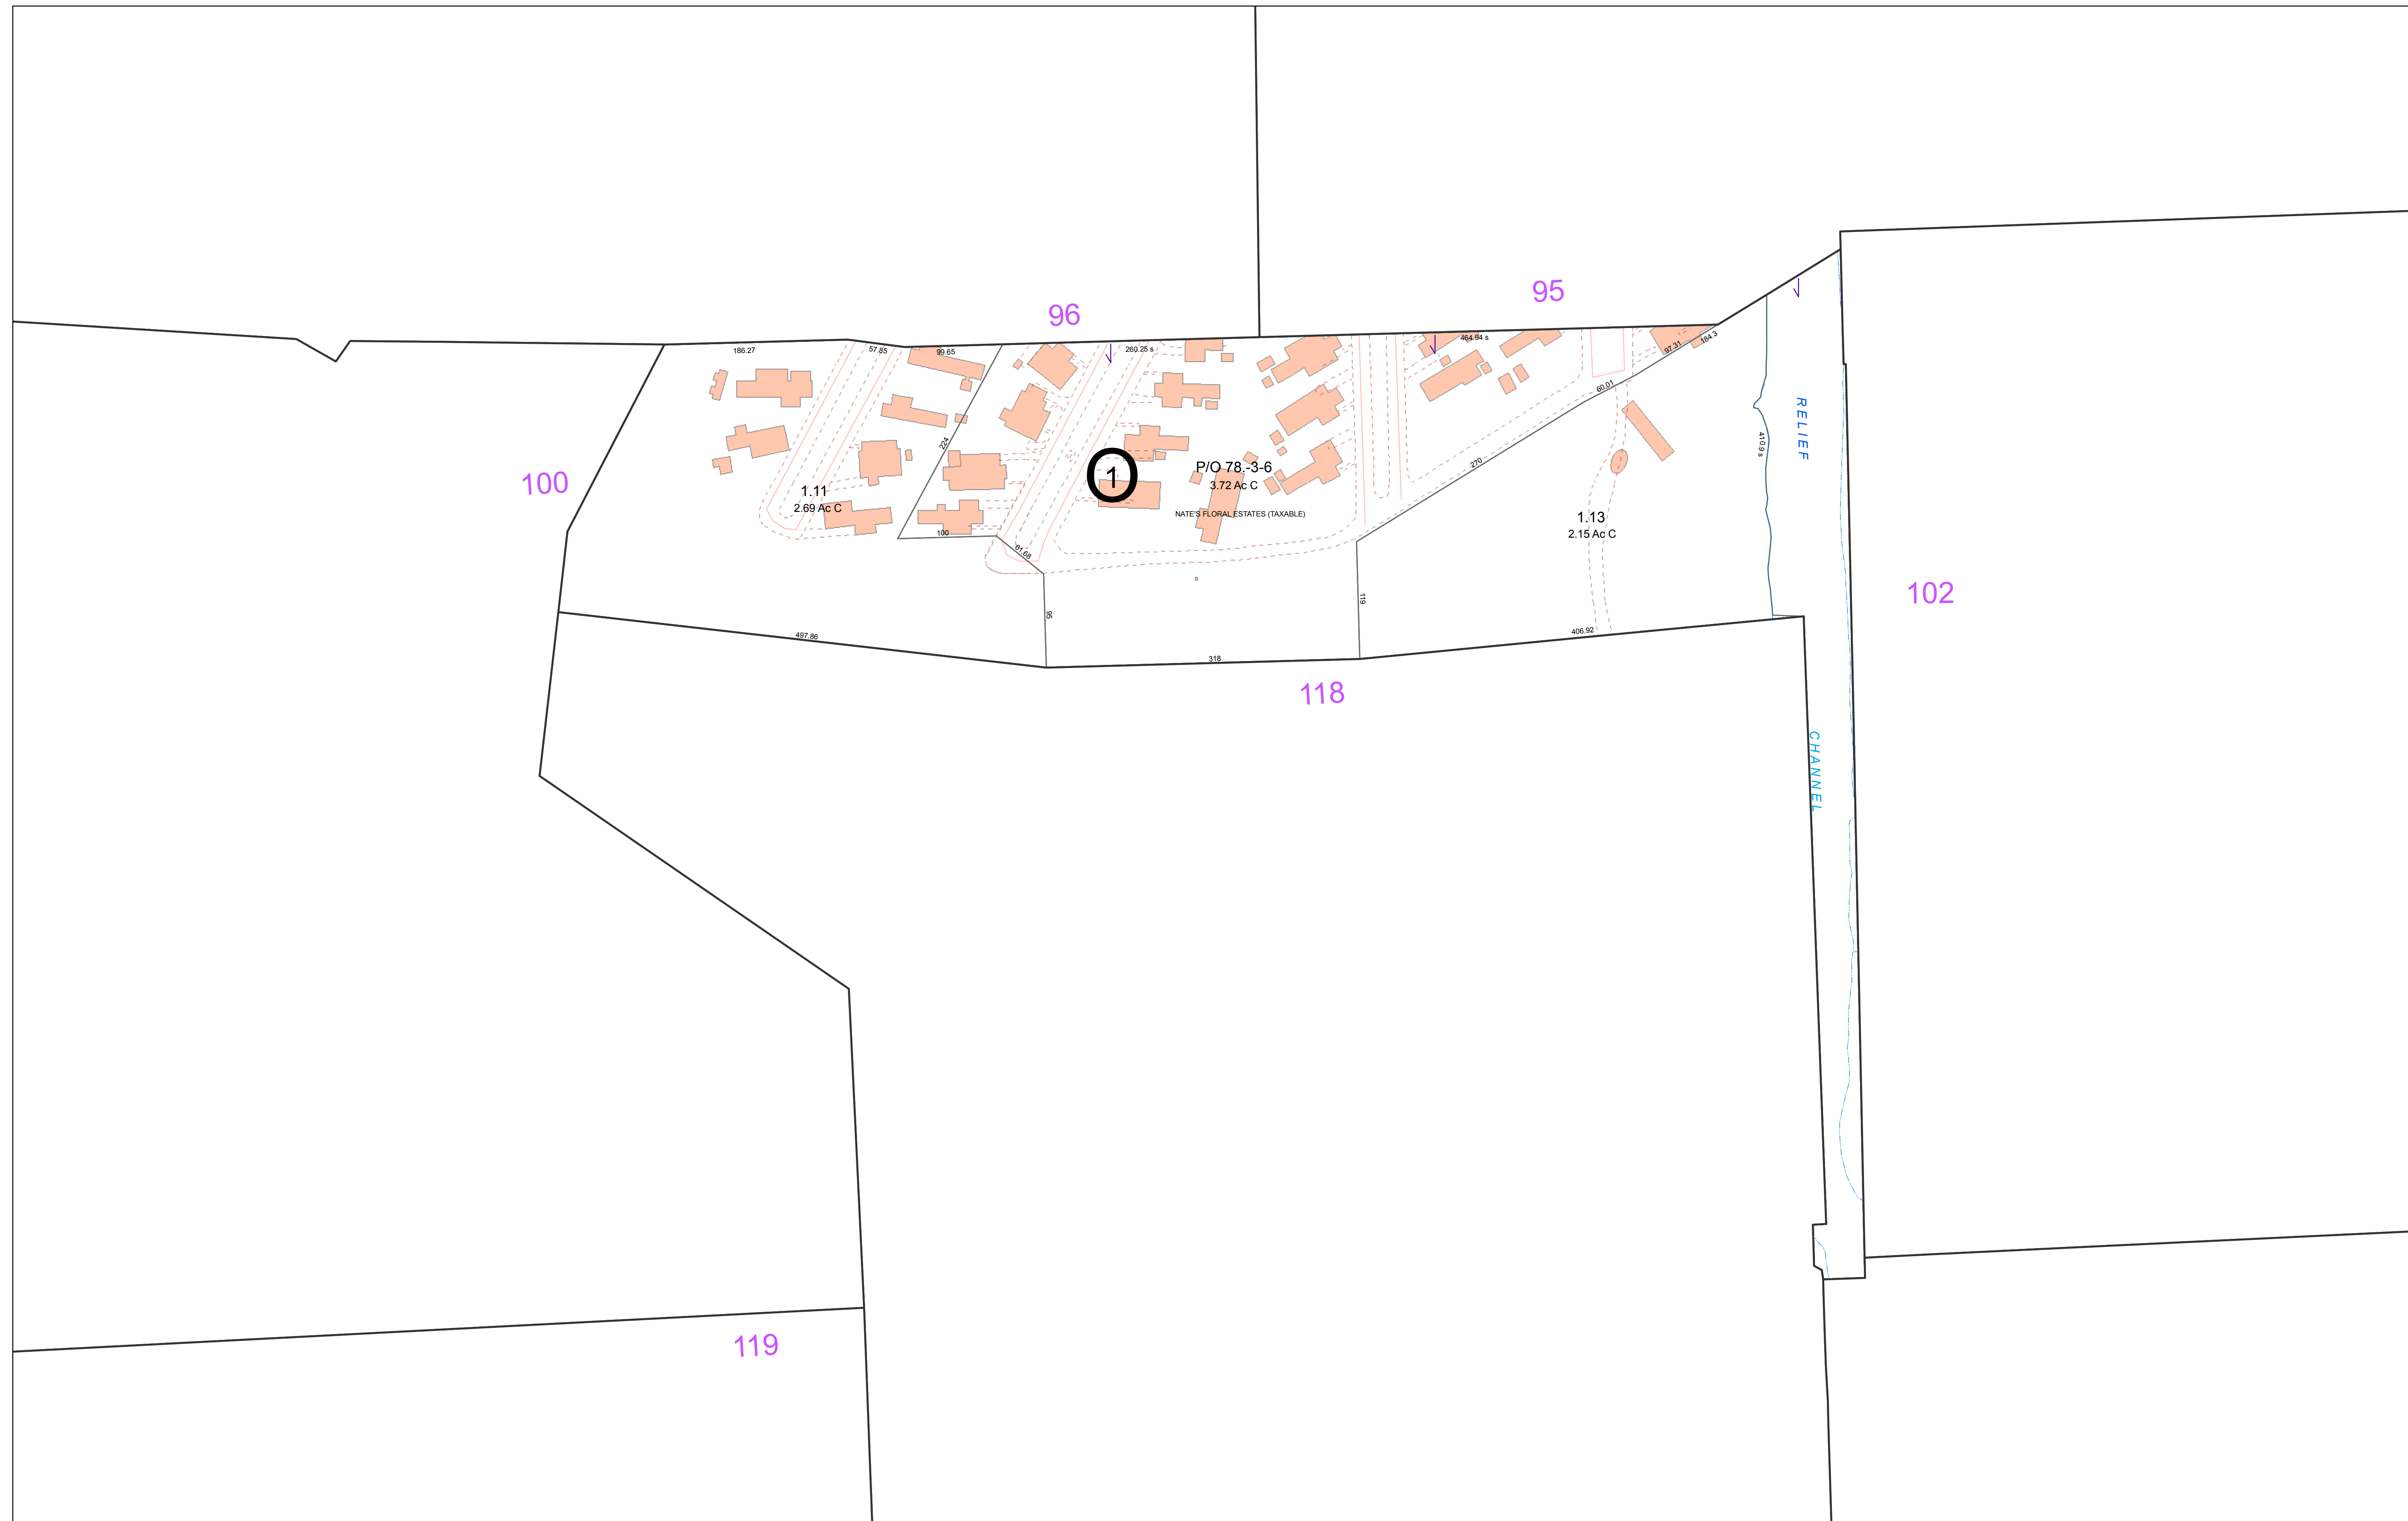 95
96
186.27
57.85
99.65
260.25 s
464.94 s
184.3
97.31
60.01
RELIEF
410.9 s
224
270
100
1
P/O 78.-3-6
3.72 Ac C
1.11
2.69 Ac C
NATE'S FLORAL ESTATES (TAXABLE)
1.13
2.15 Ac C
100
81.68
s
102
95
119
497.86
406.92
318
118
CHANNEL
119